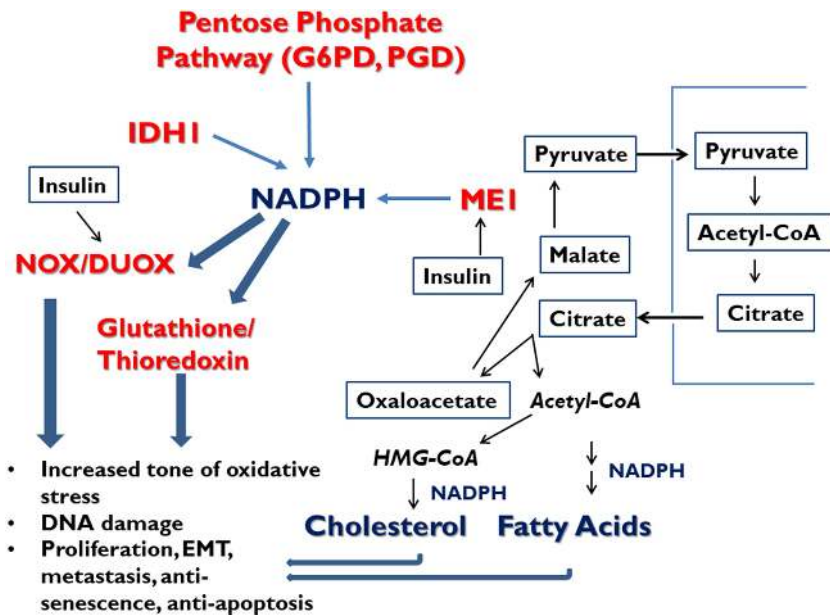 Pentose Phosphate
Pathway (G6PD, PGD)
IDH1
Insulin
NADPH
ME1
Pyruvate
Pyruvate
NOX/DUOX
Insulin
Malate
Acetyl-CoA
Glutathione/
Thioredoxin
Citrate
Citrate
Oxaloacetate
Acetyl-CoA
HMG-CoA
NADPH
NADPH
Cholesterol
Fatty Acids
• Increased tone of oxidative
stress
• DNA damage
• Proliferation, EMT,
metastasis, anti-
senescence, anti-apoptosis